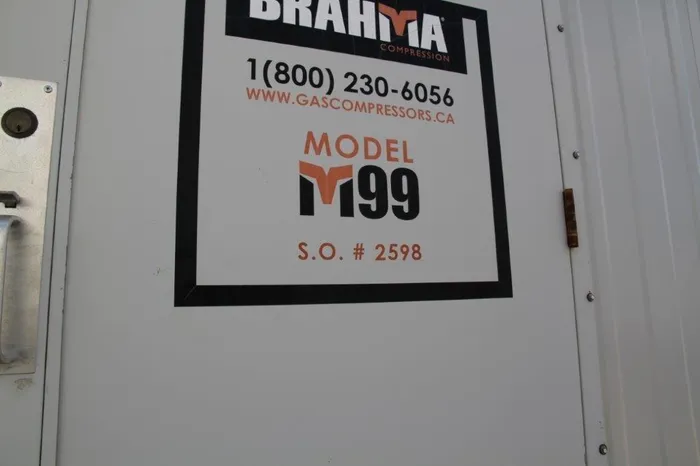 BRAHMA
COMPRESSION
1(800) 230-6056
WWW.GASCOMPRESSORS.CA
MODEL
M99
S.O. # 2598